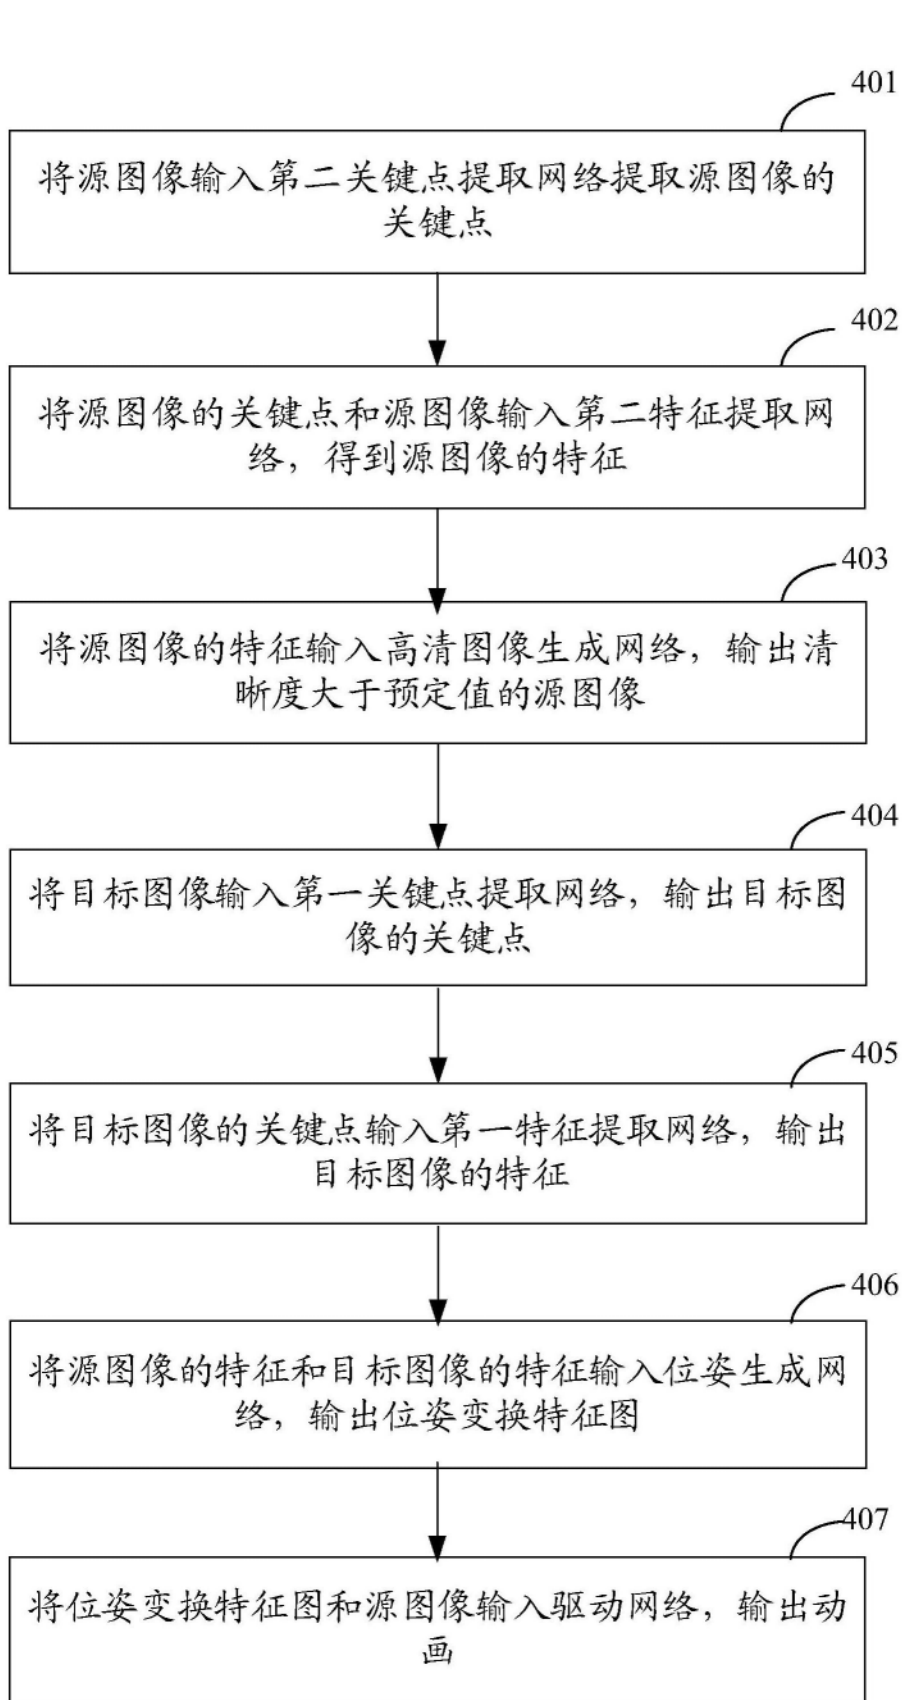 401
将源图像输入第二关键点提取网络提取源图像的
关键点
402
将源图像的关键点和源图像输入第二特征提取网
络，得到源图像的特征
403
将源图像的特征输入高清图像生成网络，输出清
晰度大于预定值的源图像
404
将目标图像输入第一关键点提取网络，输出目标图
像的关键点
405
将目标图像的关键点输入第一特征提取网络，输出
目标图像的特征
406
将源图像的特征和目标图像的特征输入位姿生成网
络，输出位姿变换特征图
407
将位姿变换特征图和源图像输入驱动网络，输出动
画